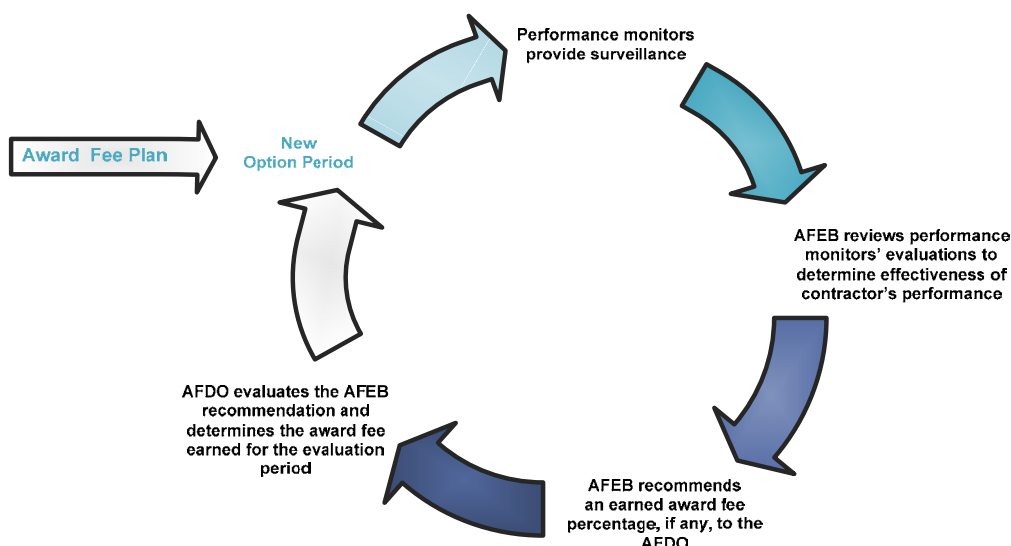 Performance monitors
provide surveillance
Award Fee Plan
New
Option Period
AFEB reviews performance
monitors' evaluations to
determine effectiveness of
contractor's performance
AFDO evaluates the AFEB
recommendation and
determines the award fee
earned for the evaluation
period
AFEB recommends
an earned award fee
percentage, if any, to the
AFDO